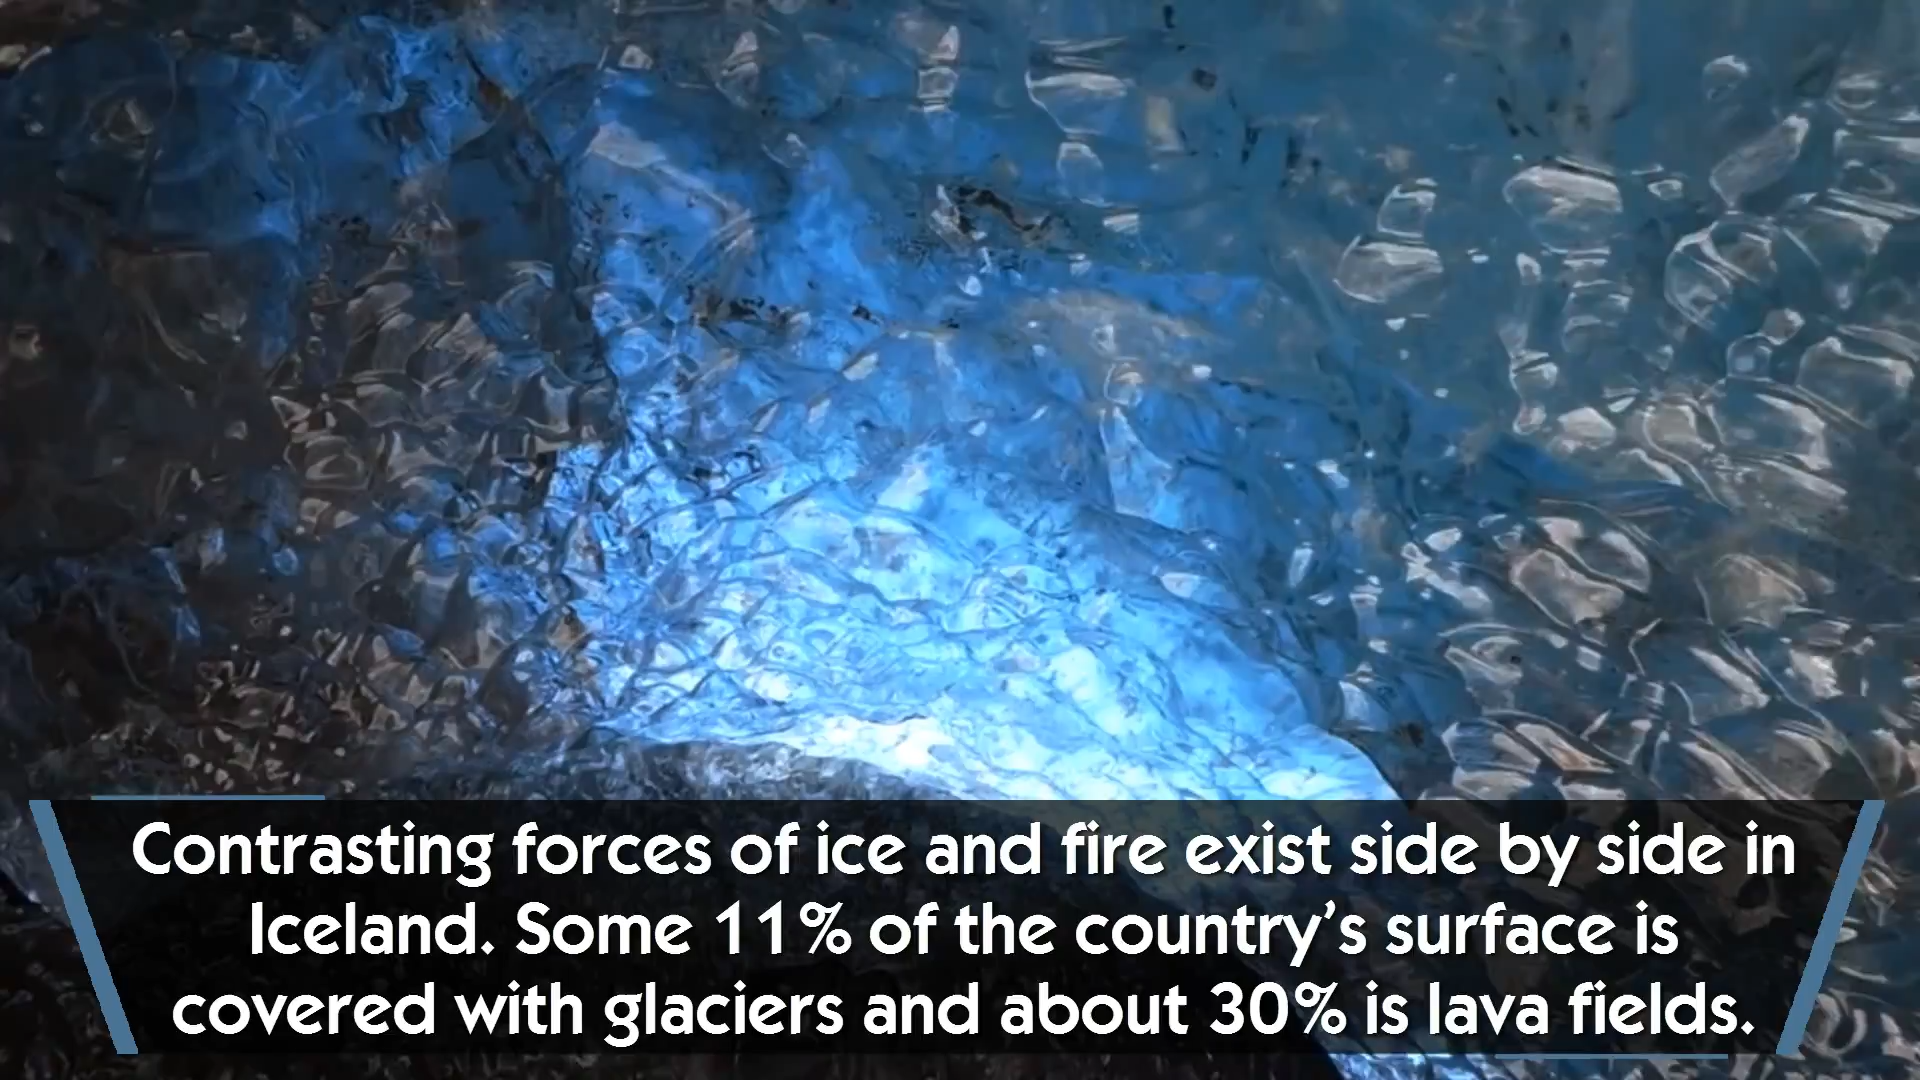 Contrasting forces of ice and fire exist side by side in
Iceland. Some 11% of the country’s surface is
covered with glaciers and about 30% is lava fields.